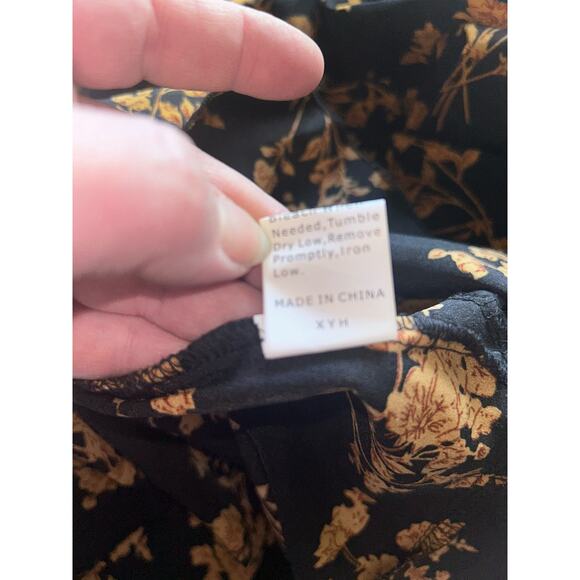 Needed,Tumble
Dry Low,Remove
Promptly,Iron
Low.
MADE IN CHINA
XYH